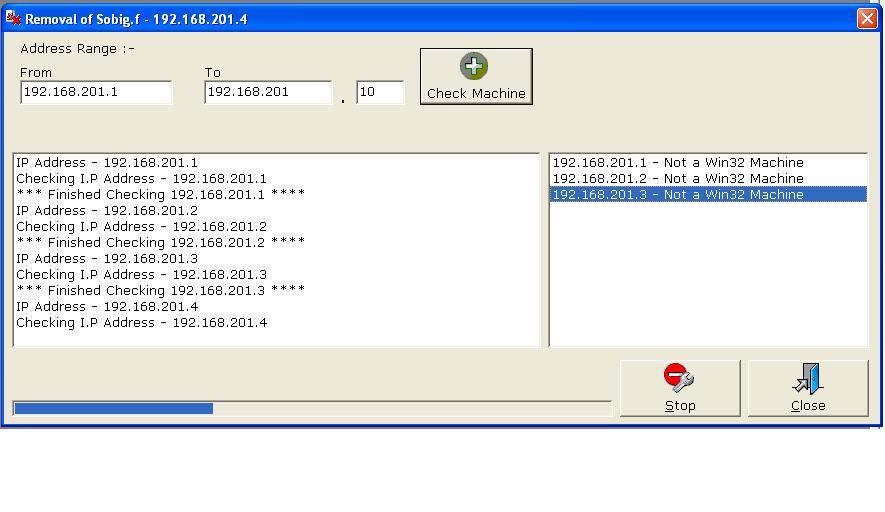 Removal of Sobig.f - 192.168.201.4
Address Range :-
From
To
192.168.201.1
192.168.201
.
10
Check Machine
IP Address - 192.168.201.1
Checking I.P Address - 192.168.201.1
*** Finished Checking 192.168.201.1 ****
IP Address - 192.168.201.2
Checking I.P Address - 192.168.201.2
*** Finished Checking 192.168.201.2 ****
IP Address - 192.168.201.3
Checking I.P Address - 192.168.201.3
*** Finished Checking 192.168.201.3 ****
IP Address - 192.168.201.4
Checking I.P Address - 192.168.201.4
192.168.201.1 - Not a Win32 Machine
192.168.201.2 - Not a Win32 Machine
192.168.201.3 - Not a Win32 Machine
Stop
Close